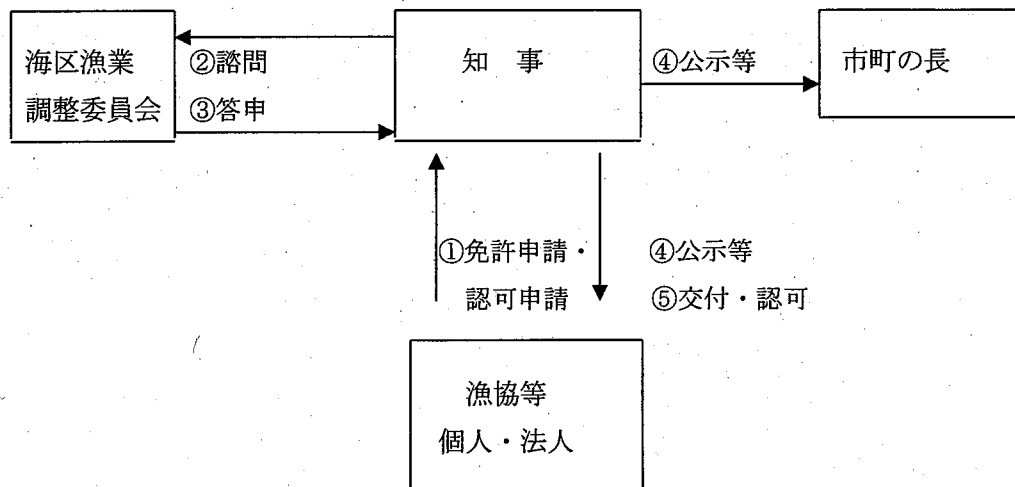 海区漁業
調整委員会
②諮問
③答申
知 事
④公示等
市町の長
①免許申請・
認可申請
④公示等
⑤交付・認可
漁協等
個人・法人